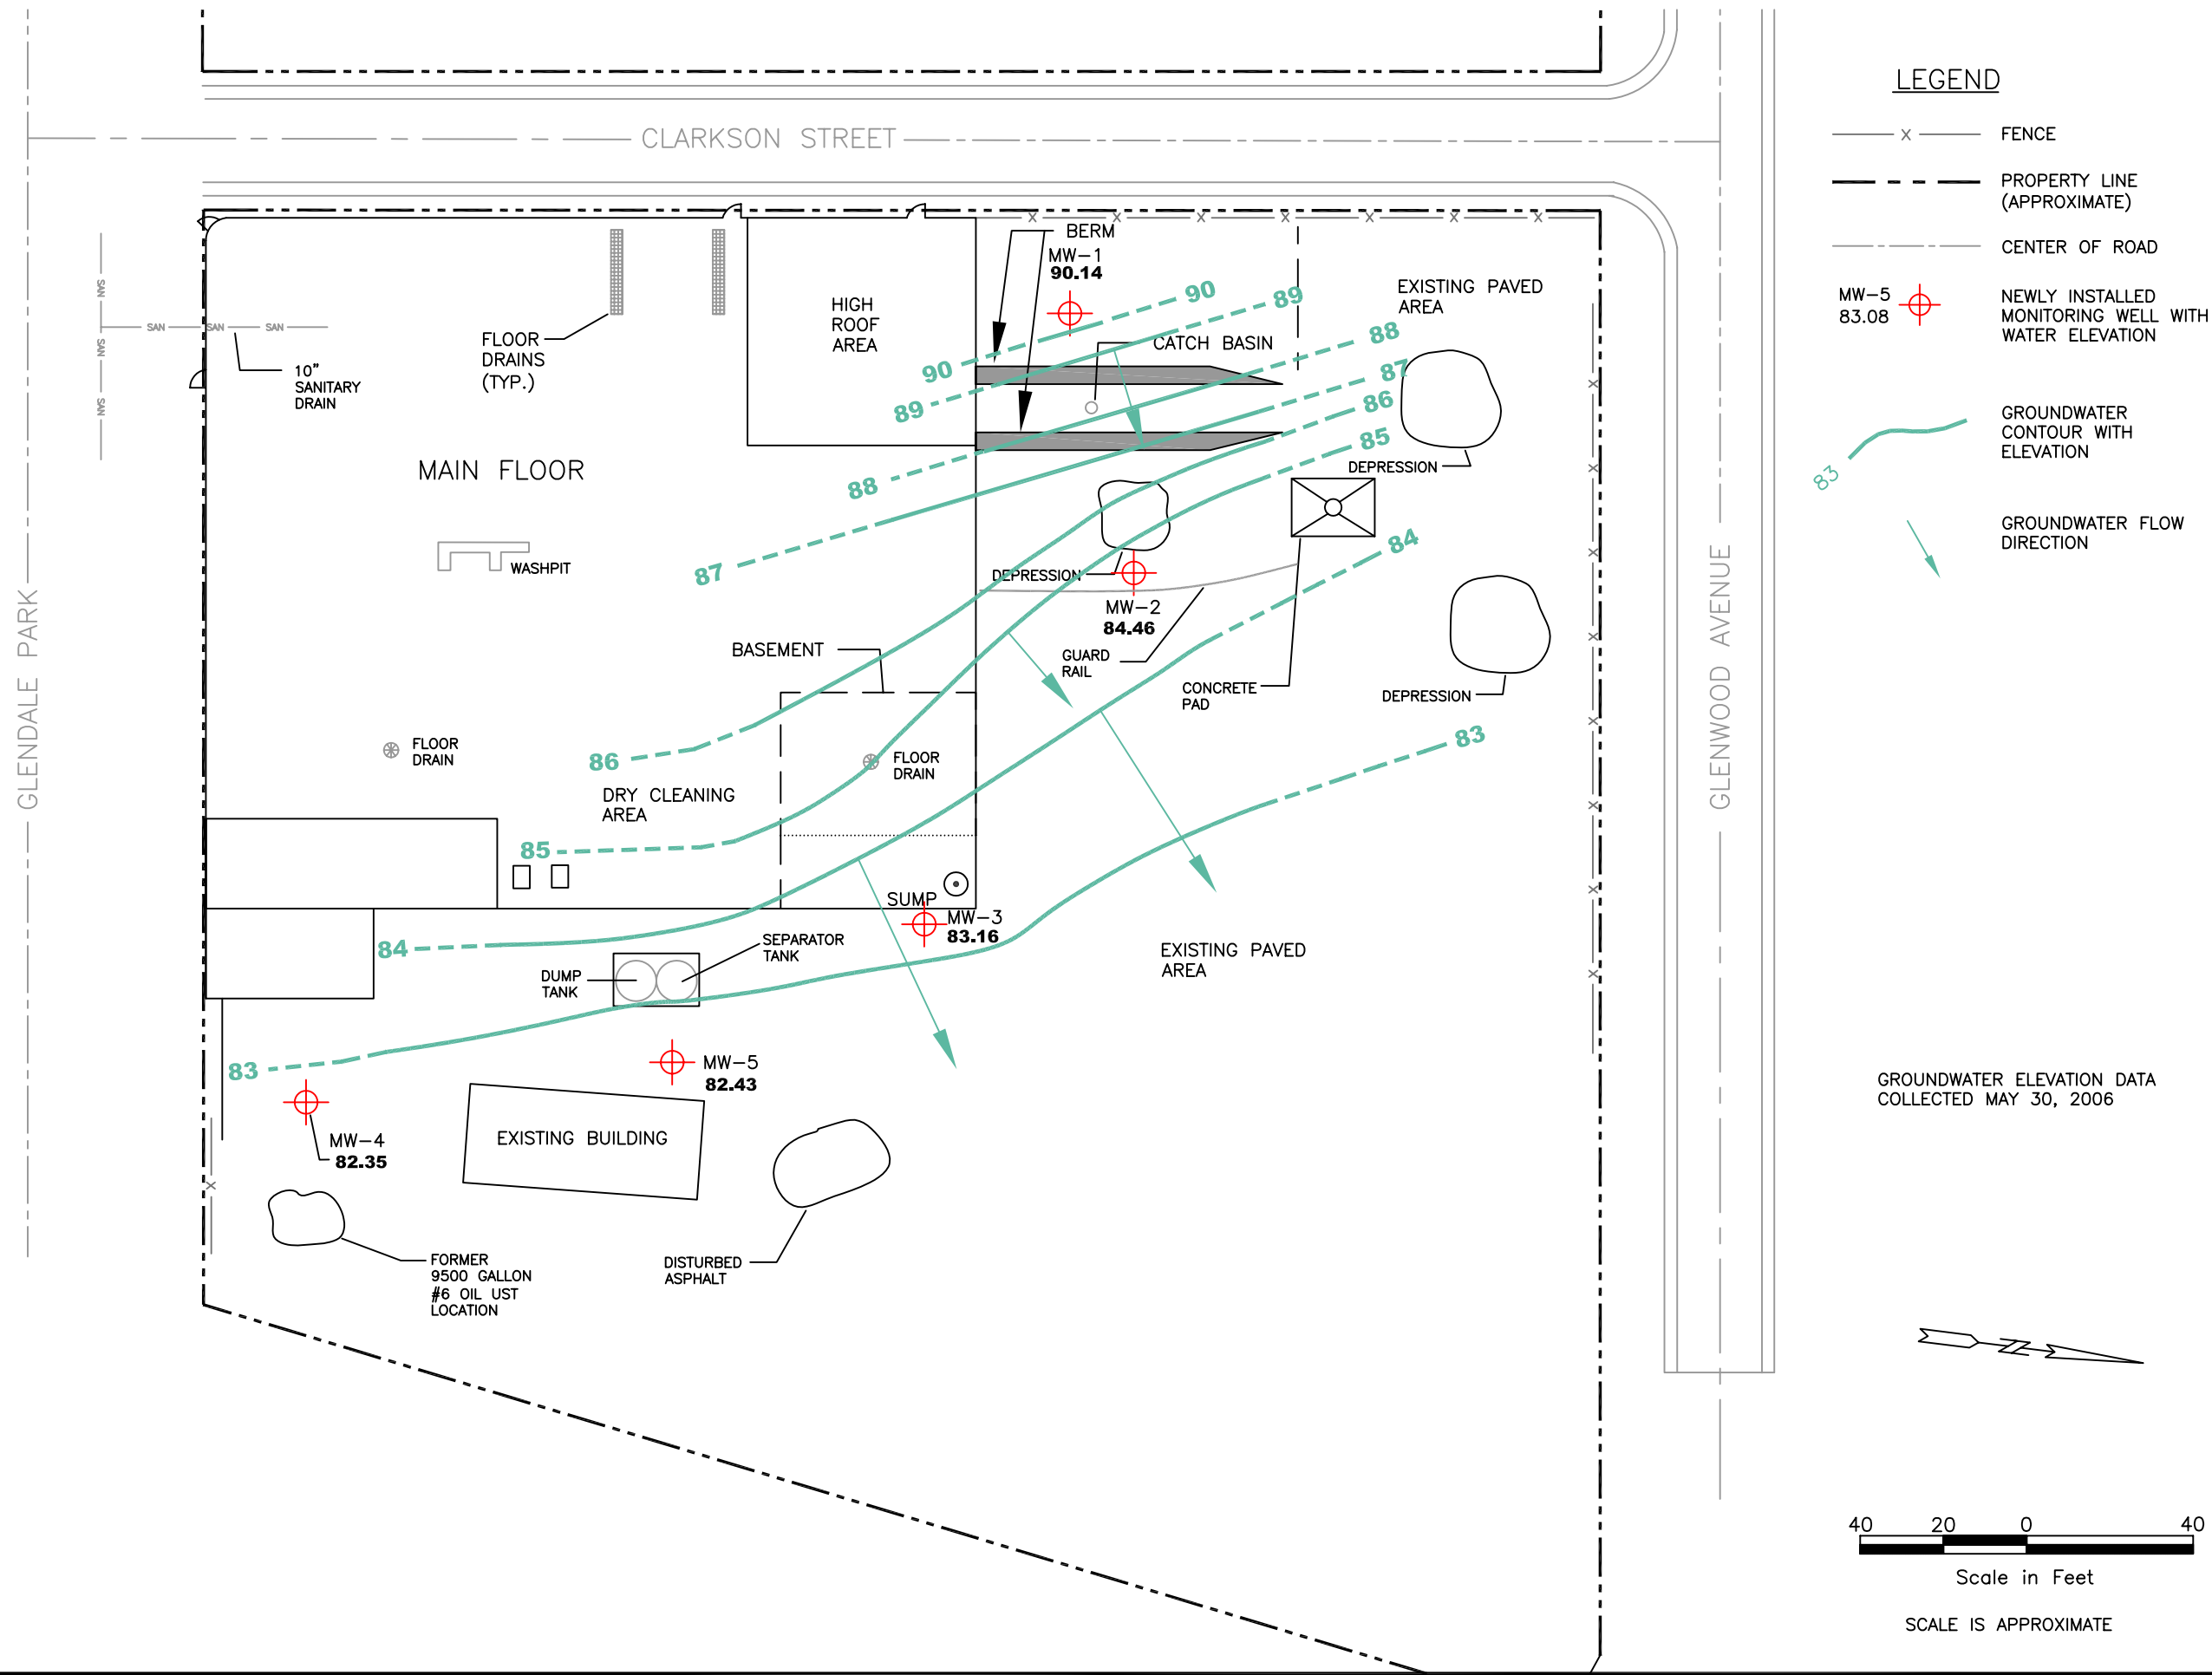 CLARKSON STREET
LEGEND
FENCE
PROPERTY LINE
(APPROXIMATE)
CENTER OF ROAD
MW-5
83.08
NEWLY INSTALLED
MONITORING WELL WITH
WATER ELEVATION
83
GROUNDWATER
CONTOUR WITH
ELEVATION
GROUNDWATER FLOW
DIRECTION
BERM
MW-1
90.14
HIGH
ROOF
AREA
EXISTING PAVED
AREA
90
89
88
87
86
85
84
83
CATCH BASIN
FLOOR
DRAINS
(TYP.)
SAN
SAN
SAN
SAN
SAN
SAN
10"
SANITARY
DRAIN
90
89
88
87
86
85
84
83
MAIN FLOOR
DEPRESSION
WASHPIT
DEPRESSION
MW-2
84.46
BASEMENT
GUARD
RAIL
CONCRETE
PAD
DEPRESSION
GLENDALE PARK
GLENWOOD AVENUE
FLOOR
DRAIN
FLOOR
DRAIN
DRY CLEANING
AREA
SUMP
MW-3
83.16
SEPARATOR
TANK
DUMP
TANK
EXISTING PAVED
AREA
MW-5
82.43
EXISTING BUILDING
MW-4
82.35
FORMER
9500 GALLON
#6 OIL UST
LOCATION
DISTURBED
ASPHALT
GROUNDWATER ELEVATION DATA
COLLECTED MAY 30, 2006
N
40 20 0 40
Scale in Feet
SCALE IS APPROXIMATE